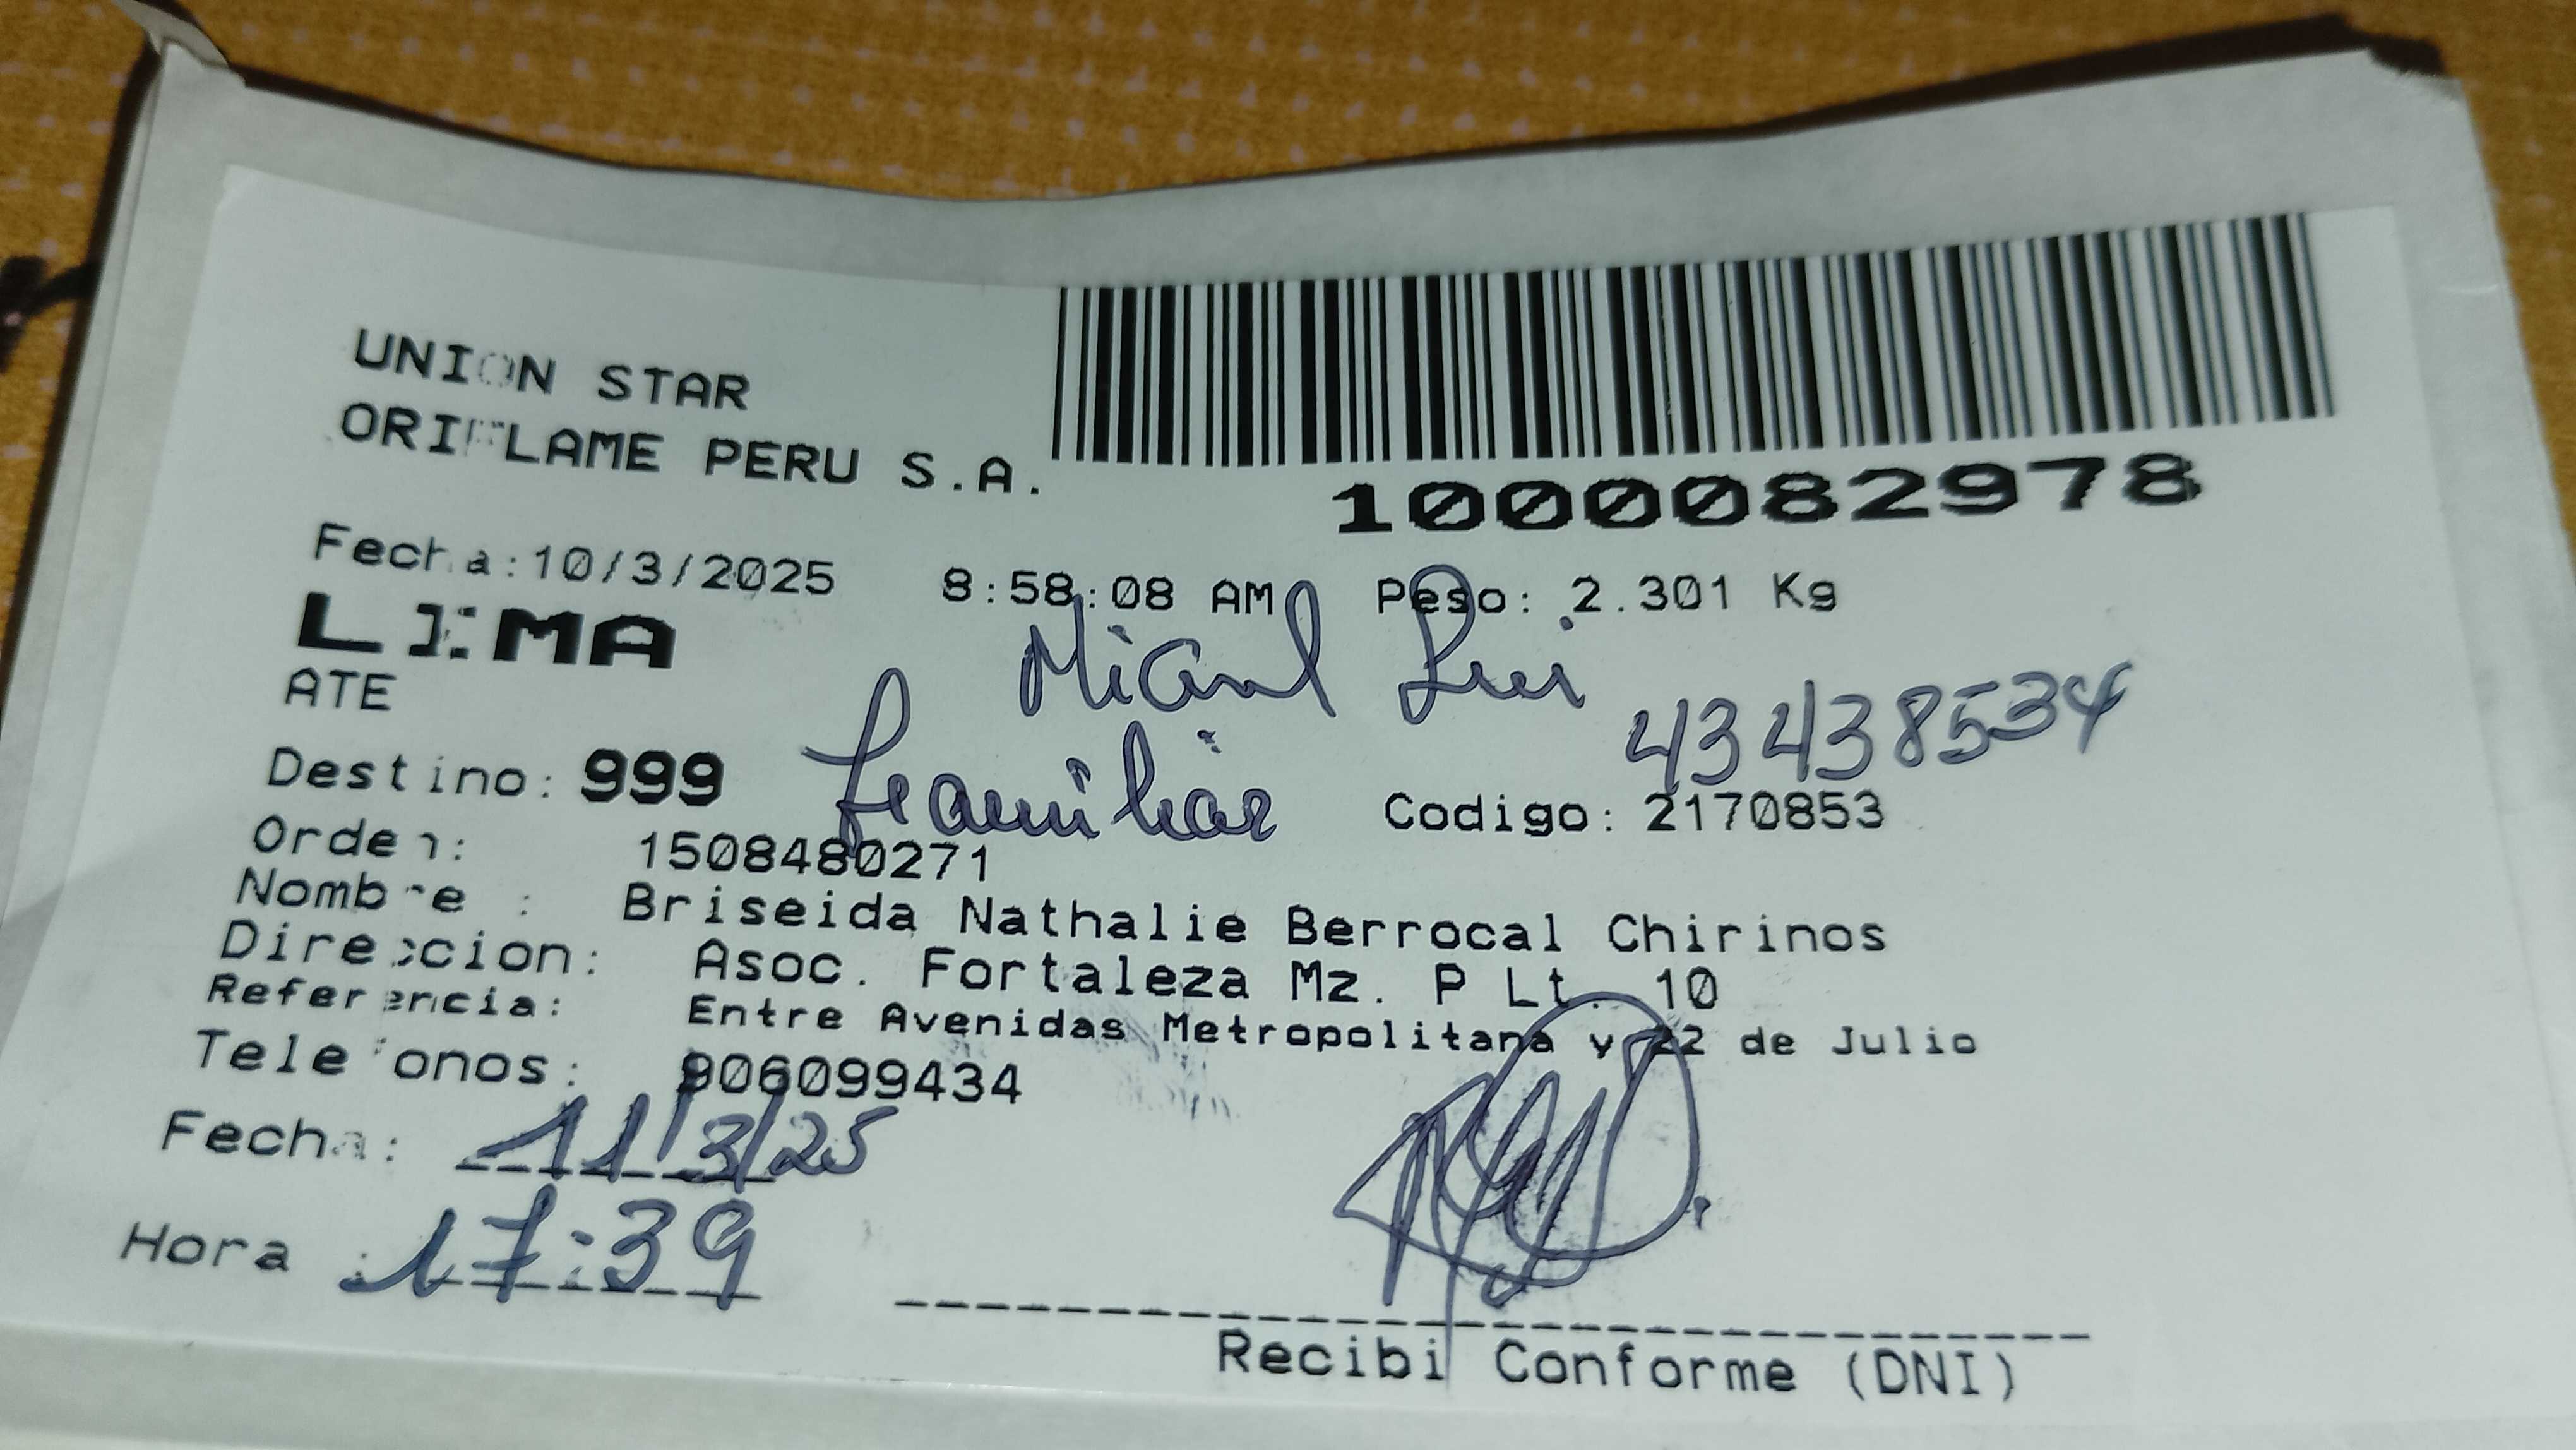 UNION STAR
ORIFLAME PERU S.A.
1000082978
Fecha:10/3/2025 8:58:08 AM Peso: 2.301 Kg
LIMA
ATE
43438534
Destino: 999 Familiar Codigo: 2170853
Orden: 1508480271
Nombre : Briseida Nathalie Berrocal Chirinos
Direccion: Asoc. Fortaleza Mz. P Lt. 10
Referencia: Entre Avenidas Metropolitana y 22 de Julio
Telefonos: 906099434
Fecha: 11/3/25
Hora : 17:39
Recibi Conforme (DNI)